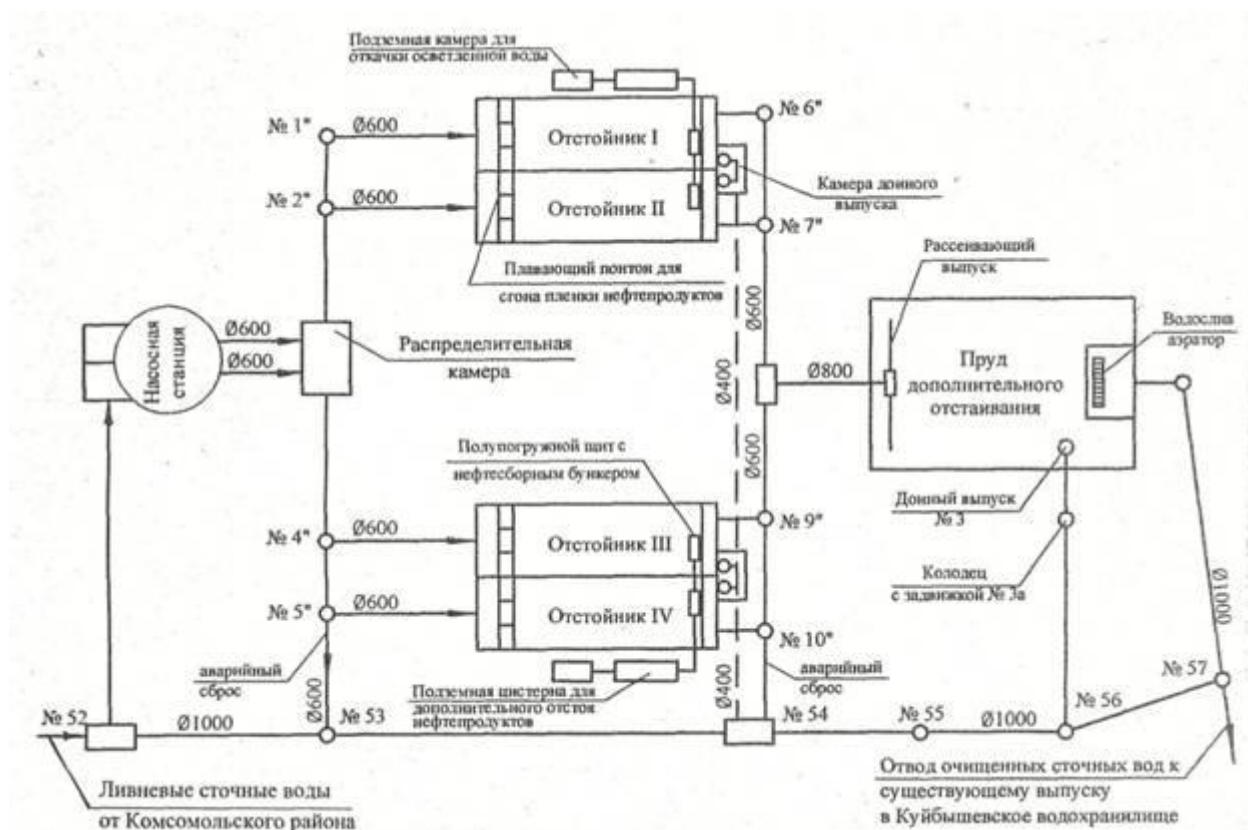 Подземная камера для
откачки осветленной воды
№ 1*
Ø600
Отстойник I
№ 6*
№ 2*
Ø600
Отстойник II
Камера донного
выпуска
№ 7*
Плавающий понтон для
сгона пленки нефтепродуктов
Рассеивающий
выпуск
Насосная
станция
Ø600
Ø600
Распределительная
камера
Ø600
Ø400
Ø600
Ø800
Пруд
дополнительного
отстаивания
Водослив
аэратор
Полупогружной щит с
нефтесборным бункером
Донный выпуск
№ 3
№ 4*
Ø600
Отстойник III
№ 9*
Колодец
с задвижкой № 3а
№ 5*
Ø600
Отстойник IV
№ 10*
Ø1000
аварийный
сброс
Ø600
Подземная цистерна для
дополнительного отстоя
нефтепродуктов
Ø400
аварийный
сброс
№ 57
№ 56
№ 52
Ø1000
№ 53
№ 54
№ 55
Ø1000
Ливневые сточные воды
от Комсомольского района
Отвод очищенных сточных вод к
существующему выпуску
в Куйбышевское водохранилище